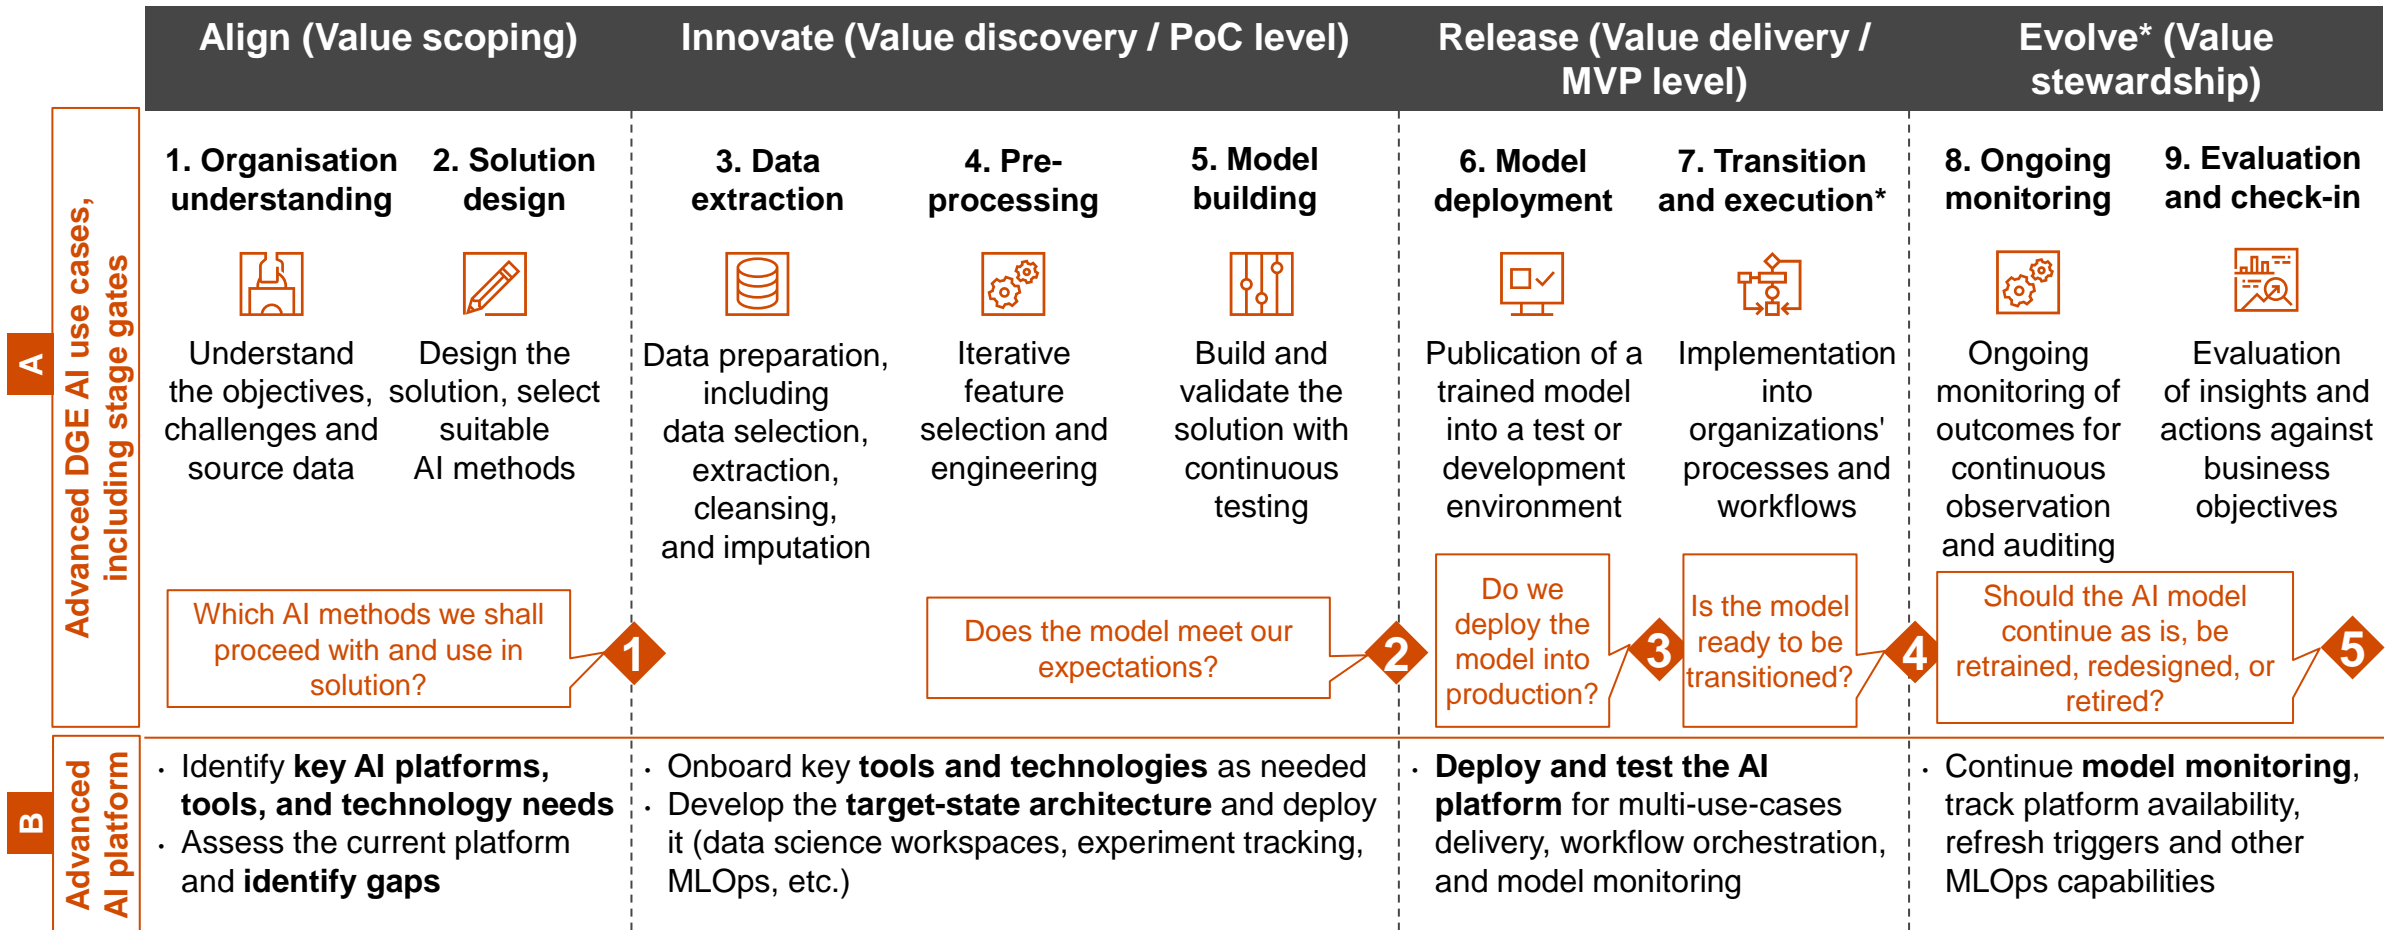 Align (Value scoping)
Innovate (Value discovery / PoC level)
Release (Value delivery /
MVP level)
Evolve* (Value
stewardship)
A
Advanced DGE AI use cases,
including stage gates
1. Organisation
understanding
Understand
the objectives,
challenges and
source data
2. Solution
design
Design the
solution, select
suitable
AI methods
3. Data
extraction
Data preparation,
including
data selection,
extraction,
cleansing,
and imputation
4. Pre-
processing
Iterative
feature
selection and
engineering
5. Model
building
Build and
validate the
solution with
continuous
testing
6. Model
deployment
Publication of a
trained model
into a test or
development
environment
7. Transition
and execution*
Implementation
into
organizations'
processes and
workflows
8. Ongoing
monitoring
Ongoing
monitoring of
outcomes for
continuous
observation
and auditing
9. Evaluation
and check-in
Evaluation
of insights and
actions against
business
objectives
Which AI methods we shall
proceed with and use in
solution?
1
Does the model meet our
expectations?
2
Do we
deploy the
model into
production?
3
Is the model
ready to be
transitioned?
4
Should the AI model
continue as is, be
retrained, redesigned, or
retired?
5
B
Advanced
AI platform
· Identify key AI platforms,
tools, and technology needs
· Assess the current platform
and identify gaps
· Onboard key tools and technologies as needed
· Develop the target-state architecture and deploy
it (data science workspaces, experiment tracking,
MLOps, etc.)
· Deploy and test the AI
platform for multi-use-cases
delivery, workflow orchestration,
and model monitoring
· Continue model monitoring,
track platform availability,
refresh triggers and other
MLOps capabilities